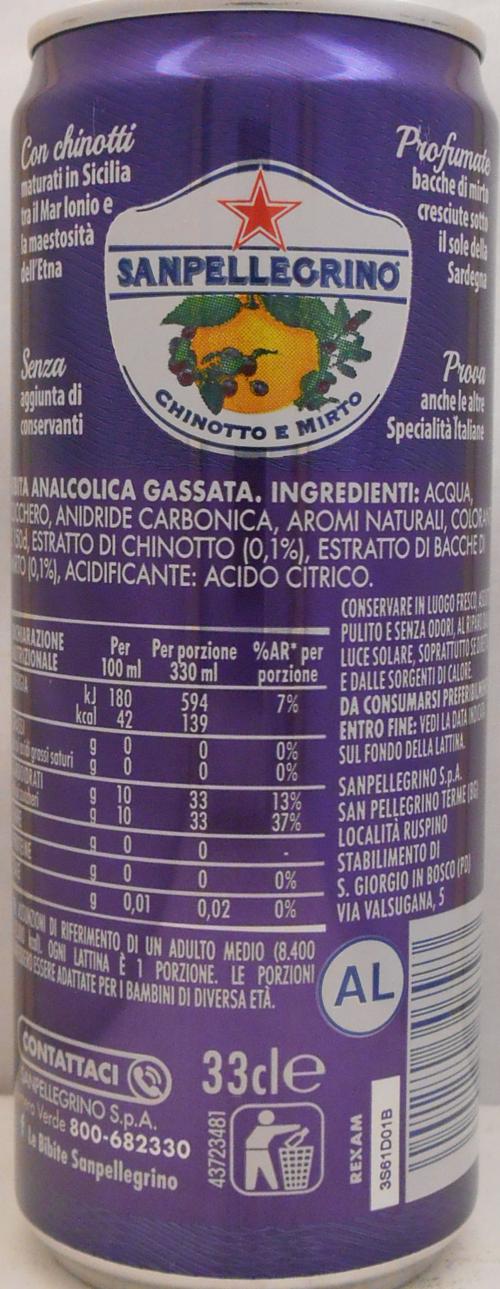 Con chinotti
maturati in Sicilia
tra il Mar Ionio e
la maestosità
dell'Etna
Profumate
bacche di mirto
cresciute sotto
il sole della
Sardegna
SANPELLEGRINO
CHINOTTO E MIRTO
Senza
aggiunta di
conservanti
Prova
anche le altre
Specialità Italiane
ANALCOLICA GASSATA. INGREDIENTI: ACQUA,
ANIDRIDE CARBONICA, AROMI NATURALI,
ESTRATTO DI CHINOTTO (0,1%), ESTRATTO DI BACCHE DI
(0,1%), ACIDIFICANTE: ACIDO CITRICO.
Per Per porzione %AR* per
100 ml 330 ml porzione
kJ 180 594 7%
kcal 42 139
g 0 0 0%
grassi saturi g 0 0 0%
g 10 33 13%
g 10 33 37%
g 0 0 -
g 0 0 0%
g 0,01 0,02 0%
DI RIFERIMENTO DI UN ADULTO MEDIO (8.400
OGNI LATTINA È 1 PORZIONE. LE PORZIONI
ESSERE ADATTATE PER I BAMBINI DI DIVERSA ETÀ.
CONSERVARE IN LUOGO FRESCO,
PULITO E SENZA ODORI, AL
LUCE SOLARE, SOPRATTUTTO SE
E DALLE SORGENTI DI CALORE.
DA CONSUMARSI PREFERIBILMENTE
ENTRO FINE: VEDI LA DATA
SUL FONDO DELLA LATTINA.
SANPELLEGRINO S.p.A.
SAN PELLEGRINO TERME (BG)
LOCALITÀ RUSPINO
STABILIMENTO DI
S. GIORGIO IN BOSCO (PD)
VIA VALSUGANA, 5
AL
CONTATTACI
SANPELLEGRINO S.p.A.
Verde 800-682330
Le Bibite Sanpellegrino
33cl e
43723481
REXAM
3S61D01B